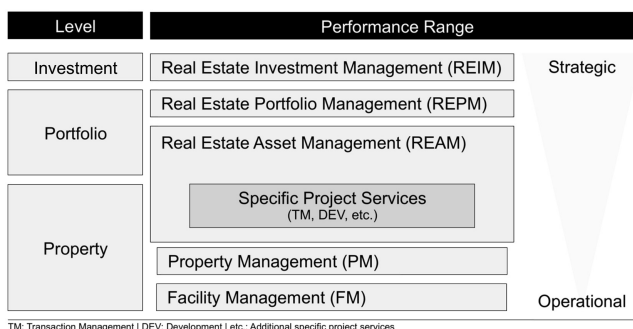 Level
Performance Range
Investment
Real Estate Investment Management (REIM)
Strategic
Portfolio
Real Estate Portfolio Management (REPM)
Real Estate Asset Management (REAM)
Specific Project Services
(TM, DEV, etc.)
Property
Property Management (PM)
Facility Management (FM)
Operational
TM: Transaction Management | DEV: Development | etc.: Additional specific project services